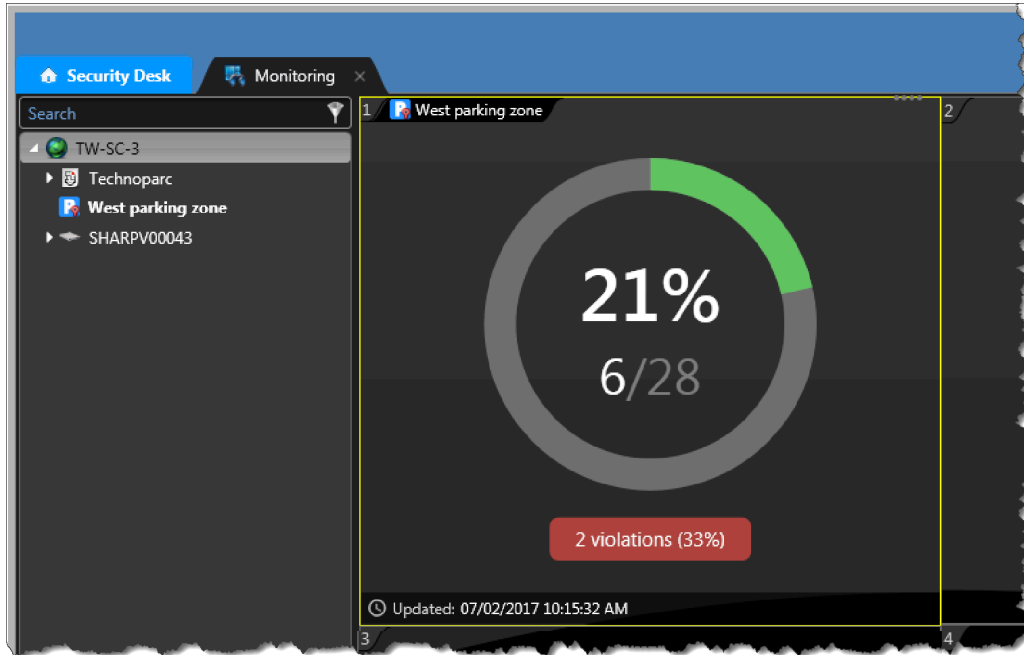 Security Desk
Monitoring
Search
TW-SC-3
Technoparc
West parking zone
SHARPV00043
1
West parking zone
2
21%
6/28
2 violations (33%)
Updated: 07/02/2017 10:15:32 AM
3
4